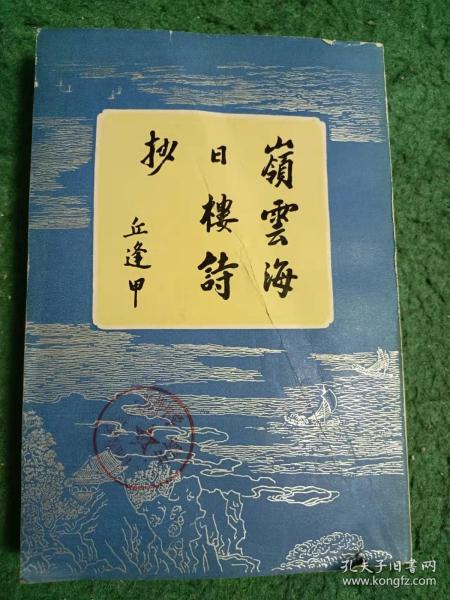 嶺雲海
日樓詩
抄
丘逢甲
孔夫子旧书网
www.kongfz.com